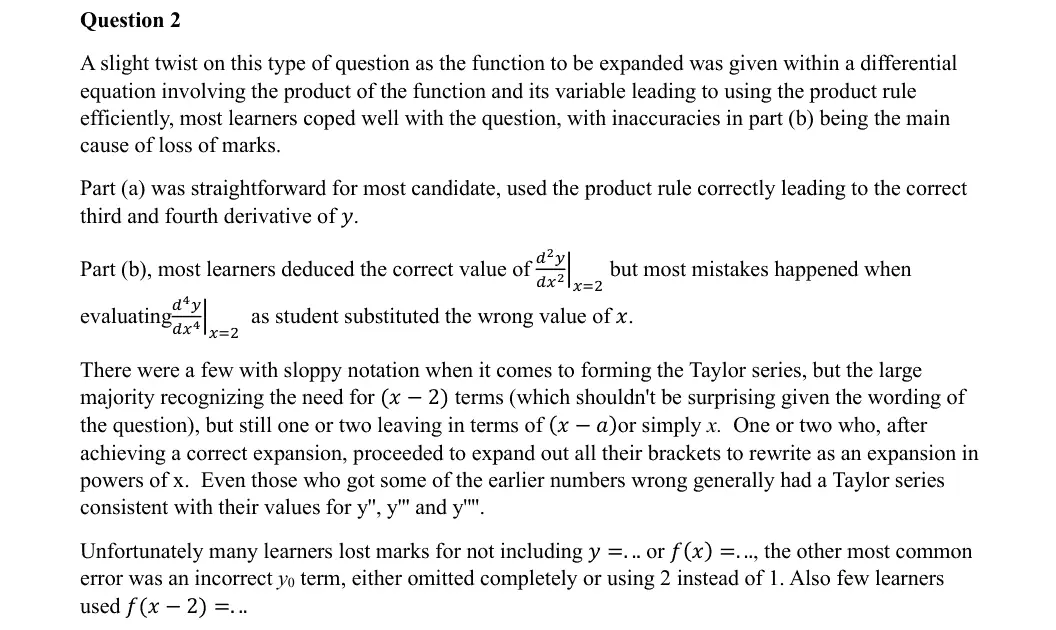 Question 2
A slight twist on this type of question as the function to be expanded was given within a differential
equation involving the product of the function and its variable leading to using the product rule
efficiently, most learners coped well with the question, with inaccuracies in part (b) being the main
cause of loss of marks.
Part (a) was straightforward for most candidate, used the product rule correctly leading to the correct
third and fourth derivative of y.
Part (b), most learners deduced the correct value of d²y/dx²|ₓ₌₂ but most mistakes happened when
evaluating d⁴y/dx⁴|ₓ₌₂ as student substituted the wrong value of x.
There were a few with sloppy notation when it comes to forming the Taylor series, but the large
majority recognizing the need for (x − 2) terms (which shouldn't be surprising given the wording of
the question), but still one or two leaving in terms of (x − a)or simply x. One or two who, after
achieving a correct expansion, proceeded to expand out all their brackets to rewrite as an expansion in
powers of x. Even those who got some of the earlier numbers wrong generally had a Taylor series
consistent with their values for y'', y''' and y''''.
Unfortunately many learners lost marks for not including y =... or f(x) =..., the other most common
error was an incorrect y₀ term, either omitted completely or using 2 instead of 1. Also few learners
used f(x − 2) =...